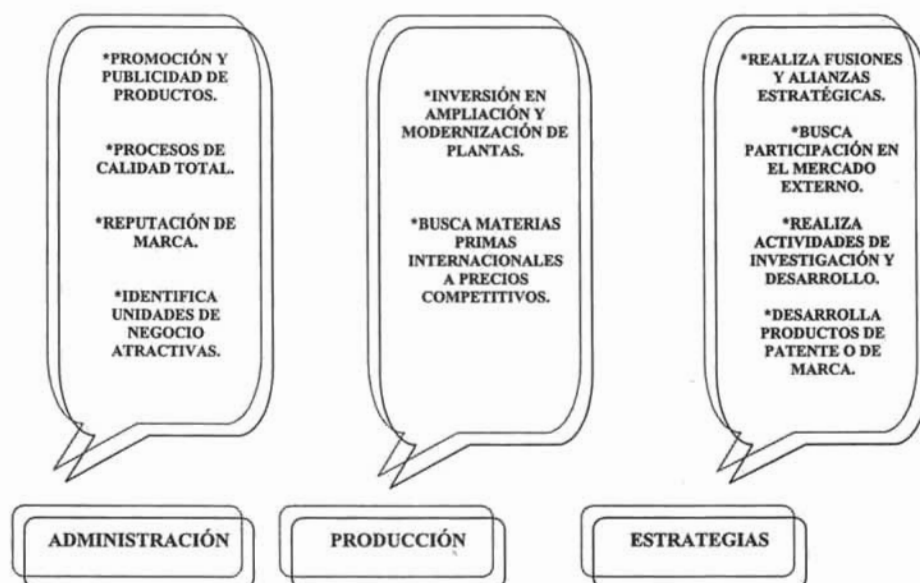 *PROMOCIÓN Y
PUBLICIDAD DE
PRODUCTOS.
*PROCESOS DE
CALIDAD TOTAL.
*REPUTACIÓN DE
MARCA.
*IDENTIFICA
UNIDADES DE
NEGOCIO
ATRACTIVAS.
*INVERSIÓN EN
AMPLIACIÓN Y
MODERNIZACIÓN DE
PLANTAS.
*BUSCA MATERIAS
PRIMAS
INTERNACIONALES
A PRECIOS
COMPETITIVOS.
*REALIZA FUSIONES
Y ALIANZAS
ESTRATÉGICAS.
*BUSCA
PARTICIPACIÓN EN
EL MERCADO
EXTERNO.
*REALIZA
ACTIVIDADES DE
INVESTIGACIÓN Y
DESARROLLO.
*DESARROLLA
PRODUCTOS DE
PATENTE O DE
MARCA.
ADMINISTRACIÓN
PRODUCCIÓN
ESTRATEGIAS